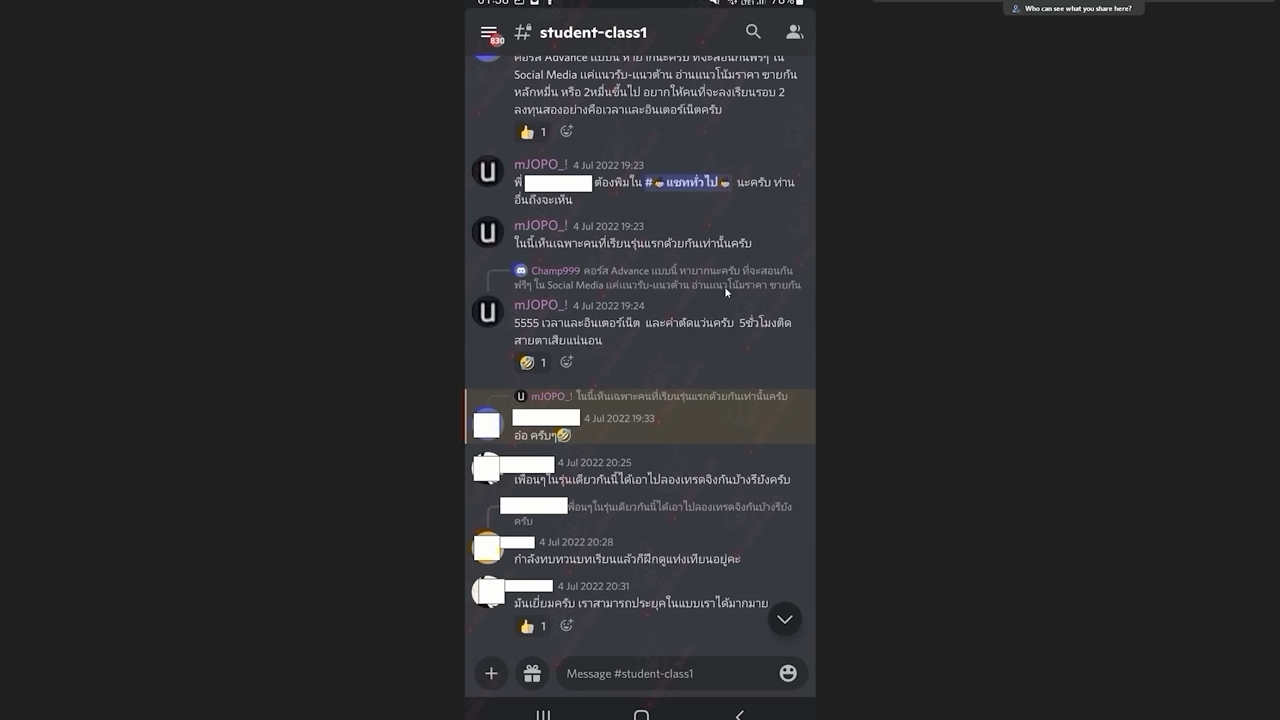 Who can see what you share here?
830
student-class1
คอร์ส Advance แบบนี้ หายากนะครับ ที่จะสอนกันฟรีๆ ใน
Social Media แค่แนวรับ-แนวต้าน อ่านแนวโน้มราคา ขายกัน
หลักหมื่น หรือ 2หมื่นขึ้นไป อยากให้คนที่จะลงเรียนรอบ 2
ลงทุนสองอย่างคือเวลาและอินเตอร์เน็ตครับ
1
mJOPO_! 4 Jul 2022 19:23
พี่ ต้องพิมใน # แชททั่วไป นะครับ ท่าน
อื่นถึงจะเห็น
mJOPO_! 4 Jul 2022 19:23
ในนี้เห็นเฉพาะคนที่เรียนรุ่นแรกด้วยกันเท่านั้นครับ
Champ999 คอร์ส Advance แบบนี้ หายากนะครับ ที่จะสอนกัน
ฟรีๆ ใน Social Media แค่แนวรับ-แนวต้าน อ่านแนวโน้มราคา ขายกัน
mJOPO_! 4 Jul 2022 19:24
5555 เวลาและอินเตอร์เน็ต และค่าตัดแว่นครับ 5ชั่วโมงติด
สายตาเสียแน่นอน
1
mJOPO_! ในนี้เห็นเฉพาะคนที่เรียนรุ่นแรกด้วยกันเท่านั้นครับ
4 Jul 2022 19:33
อ๋อ ครับๆ
4 Jul 2022 20:25
เพื่อนๆในรุ่นเดียวกันนี้ได้เอาไปลองเทรดจิงกันบ้างรึยังครับ
พื่อนๆในรุ่นเดียวกันนี้ได้เอาไปลองเทรดจิงกันบ้างรึยัง
ครับ
4 Jul 2022 20:28
กำลังทบทวนบทเรียนแล้วก็ฝึกดูแท่งเทียนอยู่คะ
4 Jul 2022 20:31
มันเยี่ยมครับ เราสามารถประยุคในแบบเราได้มากมาย
1
Message #student-class1